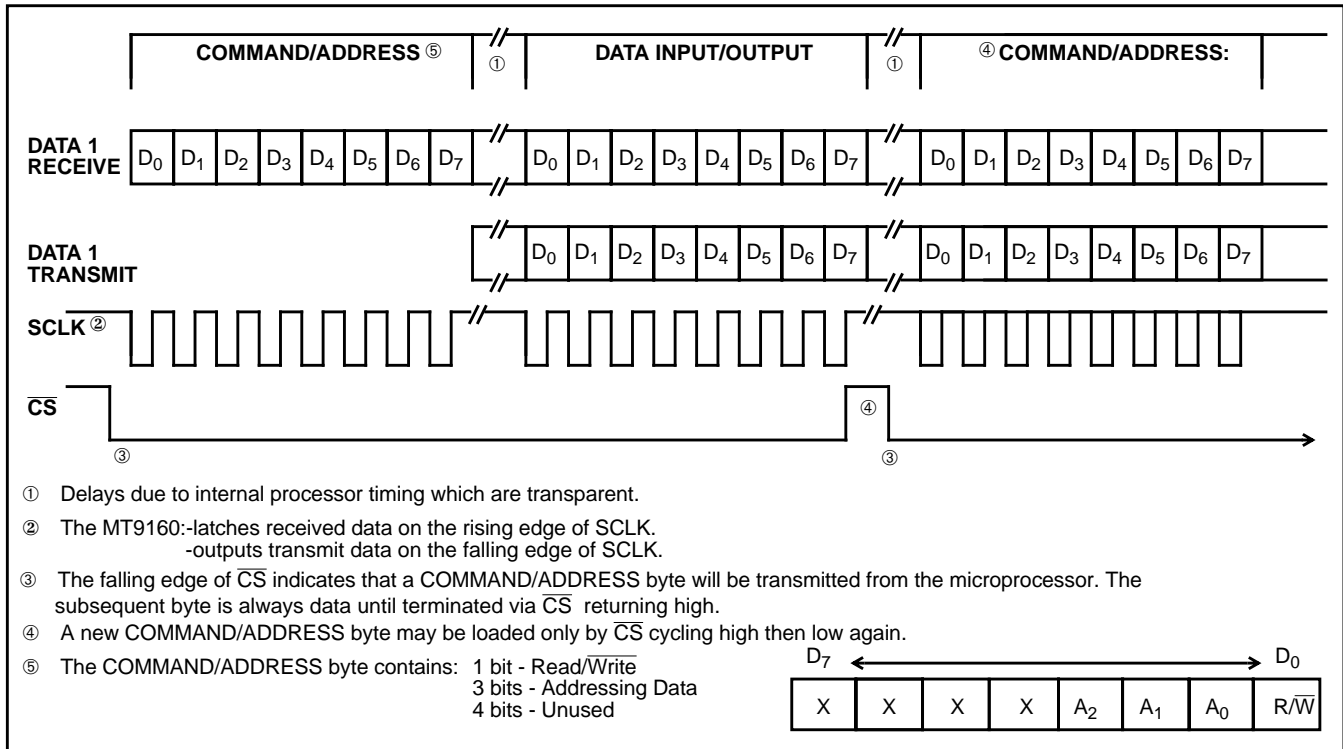 COMMAND/ADDRESS ⑤ ① DATA INPUT/OUTPUT ① ④ COMMAND/ADDRESS:
DATA 1
RECEIVE
D0 D1 D2 D3 D4 D5 D6 D7 D0 D1 D2 D3 D4 D5 D6 D7 D0 D1 D2 D3 D4 D5 D6 D7
DATA 1
TRANSMIT
D0 D1 D2 D3 D4 D5 D6 D7 D0 D1 D2 D3 D4 D5 D6 D7
SCLK ②
C̅S̅ ④
③ ③
① Delays due to internal processor timing which are transparent.
② The MT9160:-latches received data on the rising edge of SCLK.
-outputs transmit data on the falling edge of SCLK.
③ The falling edge of C̅S̅ indicates that a COMMAND/ADDRESS byte will be transmitted from the microprocessor. The
subsequent byte is always data until terminated via C̅S̅ returning high.
④ A new COMMAND/ADDRESS byte may be loaded only by C̅S̅ cycling high then low again.
⑤ The COMMAND/ADDRESS byte contains: 1 bit - Read/W̅r̅i̅t̅e̅
3 bits - Addressing Data
4 bits - Unused
D7 D0
X X X X A2 A1 A0 R/W̅